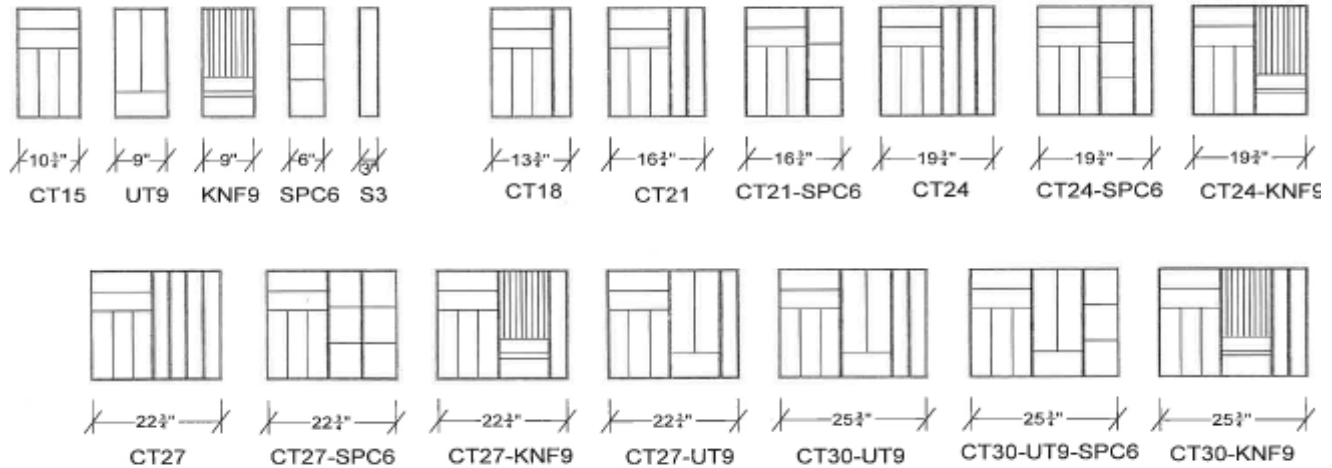 10¾" 9" 9" 6" 3" 13¾" 16¾" 16¾" 19¾" 19¾" 19¾"
CT15 UT9 KNF9 SPC6 S3 CT18 CT21 CT21-SPC6 CT24 CT24-SPC6 CT24-KNF9
22¾" 22¾" 22¾" 22¾" 25¾" 25¾" 25¾"
CT27 CT27-SPC6 CT27-KNF9 CT27-UT9 CT30-UT9 CT30-UT9-SPC6 CT30-KNF9